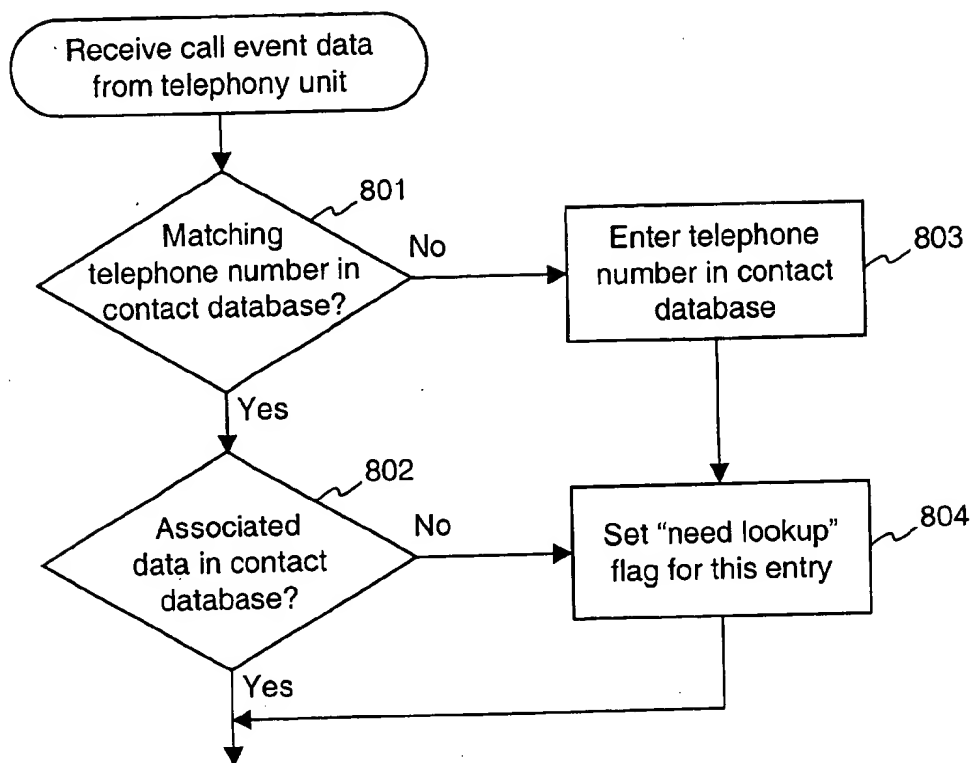 Receive call event data
from telephony unit
801
Matching
telephone number in
contact database?
No
Enter telephone
number in contact
database
803
Yes
802
Associated
data in contact
database?
No
Set "need lookup"
flag for this entry
804
Yes